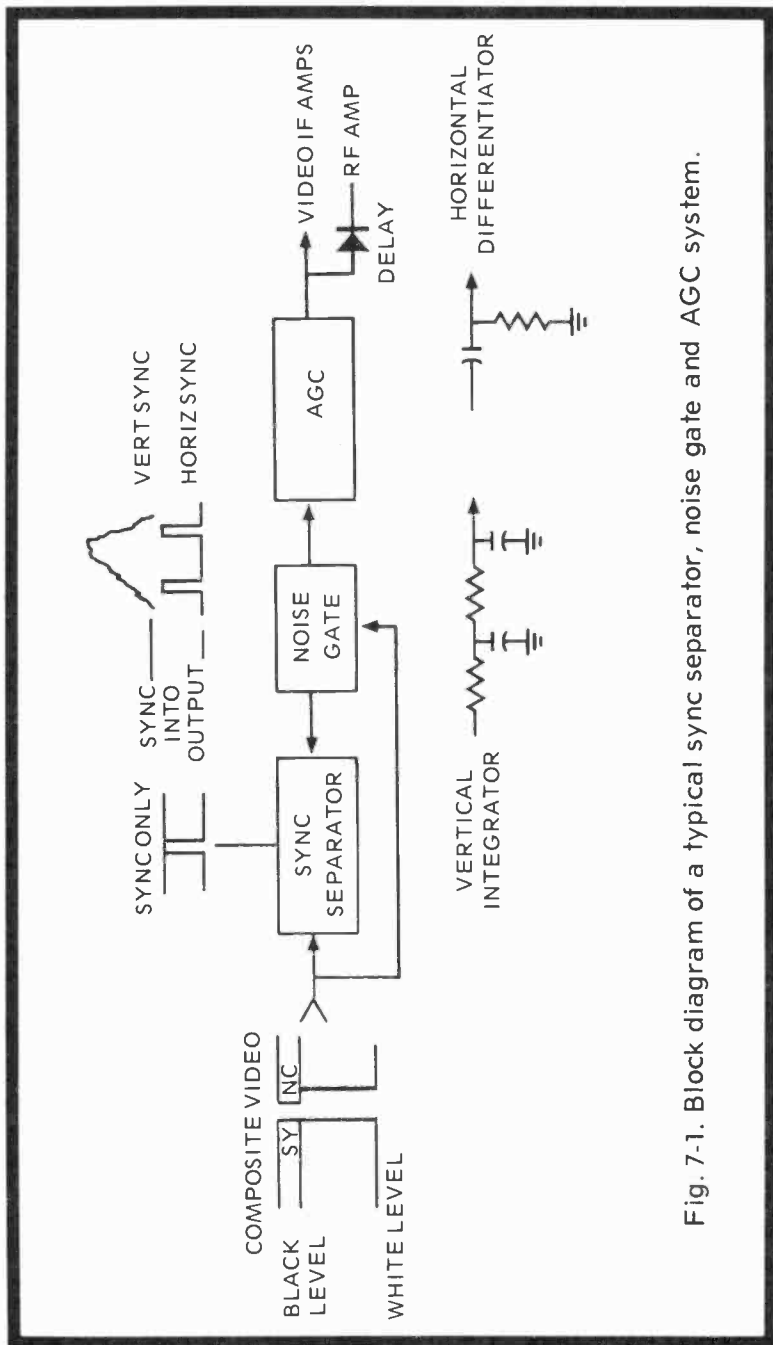 COMPOSITE VIDEO
BLACK
LEVEL
SY NC
WHITE LEVEL
SYNC ONLY
SYNC
INTO
OUTPUT
VERT SYNC
HORIZ SYNC
SYNC
SEPARATOR
NOISE
GATE
AGC
VIDEO IF AMPS
RF AMP
DELAY
VERTICAL
INTEGRATOR
HORIZONTAL
DIFFERENTIATOR
Fig. 7-1. Block diagram of a typical sync separator, noise gate and AGC system.